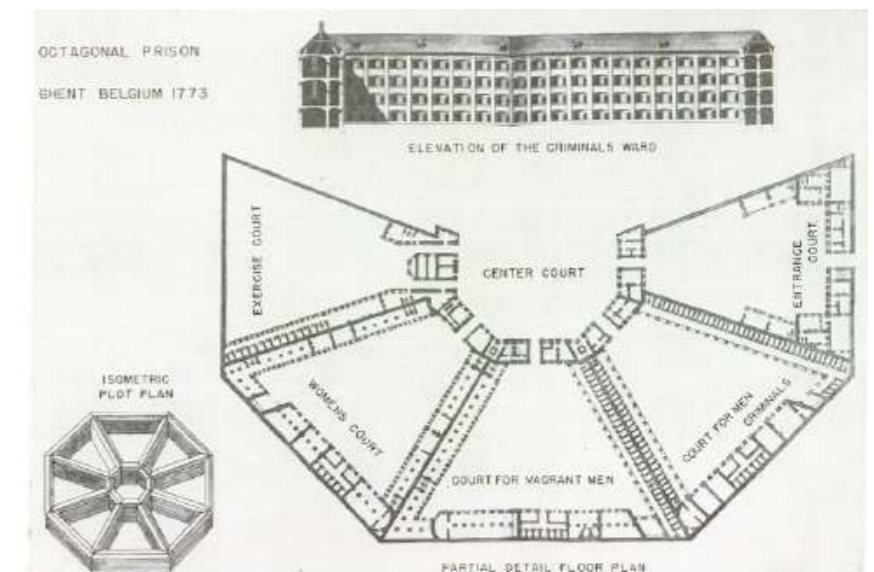 OCTAGONAL PRISON
GHENT BELGIUM 1773
ELEVATION OF THE CRIMINALS WARD
EXERCISE COURT
CENTER COURT
ENTRANCE
COURT
ISOMETRIC
PLOT PLAN
WOMENS COURT
COURT FOR MEN
CRIMINALS
COURT FOR VAGRANT MEN
PARTIAL DETAIL FLOOR PLAN